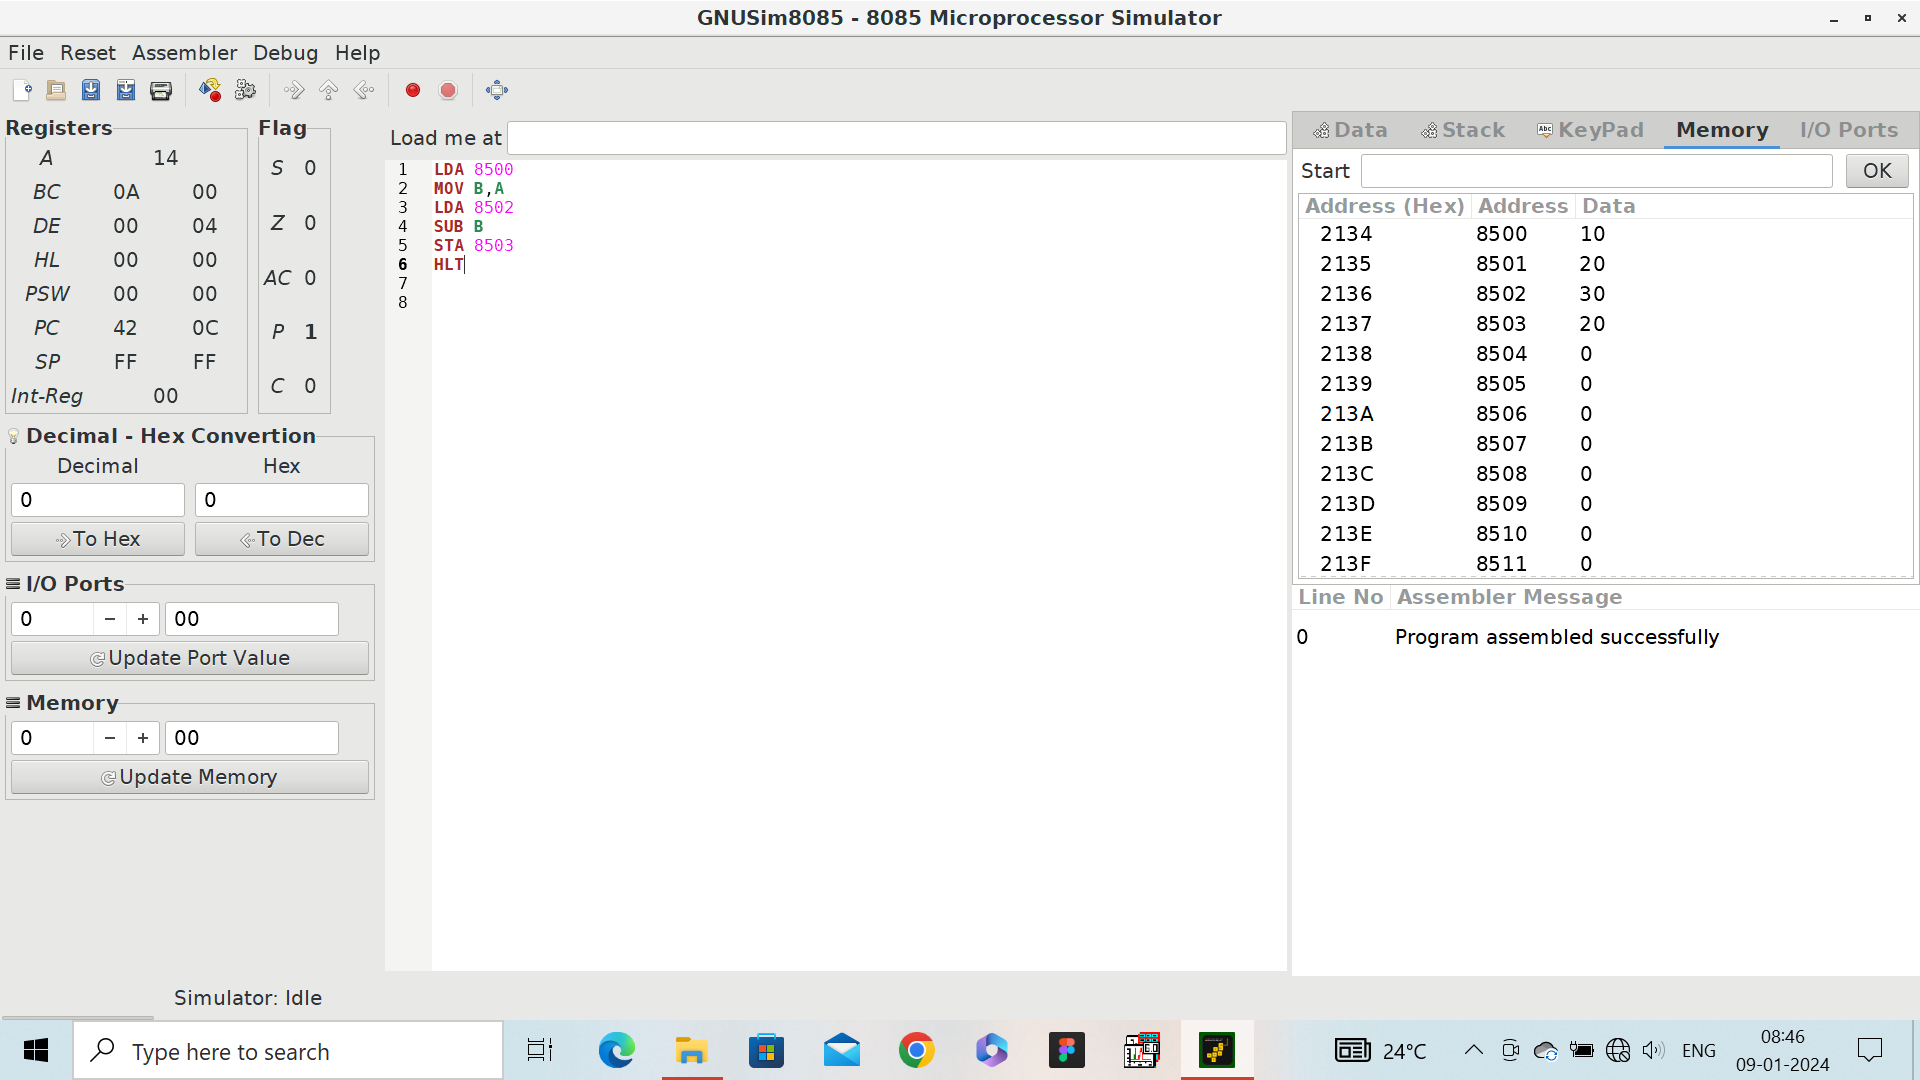 GNUSim8085 - 8085 Microprocessor Simulator
File Reset Assembler Debug Help
Registers
A 14
BC 0A 00
DE 00 04
HL 00 00
PSW 00 00
PC 42 0C
SP FF FF
Int-Reg 00
Flag
S 0
Z 0
AC 0
P 1
C 0
Decimal - Hex Convertion
Decimal Hex
0 0
To Hex To Dec
I/O Ports
0 − + 00
Update Port Value
Memory
0 − + 00
Update Memory
Load me at
1 LDA 8500
2 MOV B,A
3 LDA 8502
4 SUB B
5 STA 8503
6 HLT
7
8
Data Stack KeyPad Memory I/O Ports
Start OK
Address (Hex) Address Data
2134 8500 10
2135 8501 20
2136 8502 30
2137 8503 20
2138 8504 0
2139 8505 0
213A 8506 0
213B 8507 0
213C 8508 0
213D 8509 0
213E 8510 0
213F 8511 0
Line No Assembler Message
0 Program assembled successfully
Simulator: Idle
Type here to search
24°C
ENG
08:46
09-01-2024